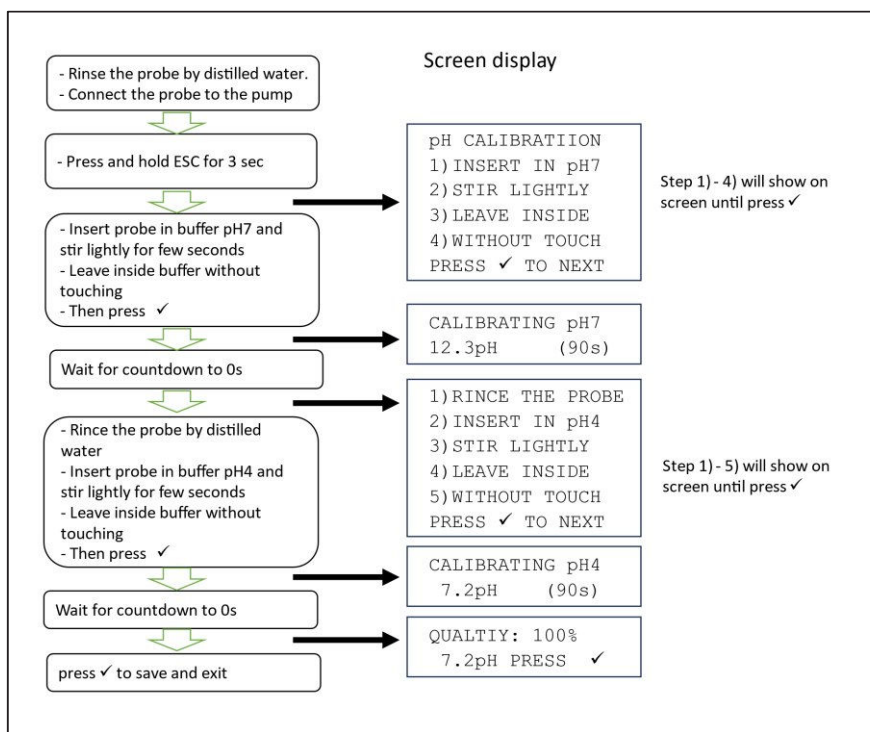 Screen display
- Rinse the probe by distilled water.
- Connect the probe to the pump
- Press and hold ESC for 3 sec
pH CALIBRATIION
1)INSERT IN pH7
2)STIR LIGHTLY
3)LEAVE INSIDE
4)WITHOUT TOUCH
PRESS ✓ TO NEXT
Step 1) - 4) will show on
screen until press ✓
- Insert probe in buffer pH7 and
stir lightly for few seconds
- Leave inside buffer without
touching
- Then press ✓
CALIBRATING pH7
12.3pH (90s)
Wait for countdown to 0s
1)RINCE THE PROBE
2)INSERT IN pH4
3)STIR LIGHTLY
4)LEAVE INSIDE
5)WITHOUT TOUCH
PRESS ✓ TO NEXT
Step 1) - 5) will show on
screen until press ✓
- Rince the probe by distilled
water
- Insert probe in buffer pH4 and
stir lightly for few seconds
- Leave inside buffer without
touching
- Then press ✓
CALIBRATING pH4
7.2pH (90s)
Wait for countdown to 0s
QUALTIY: 100%
7.2pH PRESS ✓
press ✓ to save and exit